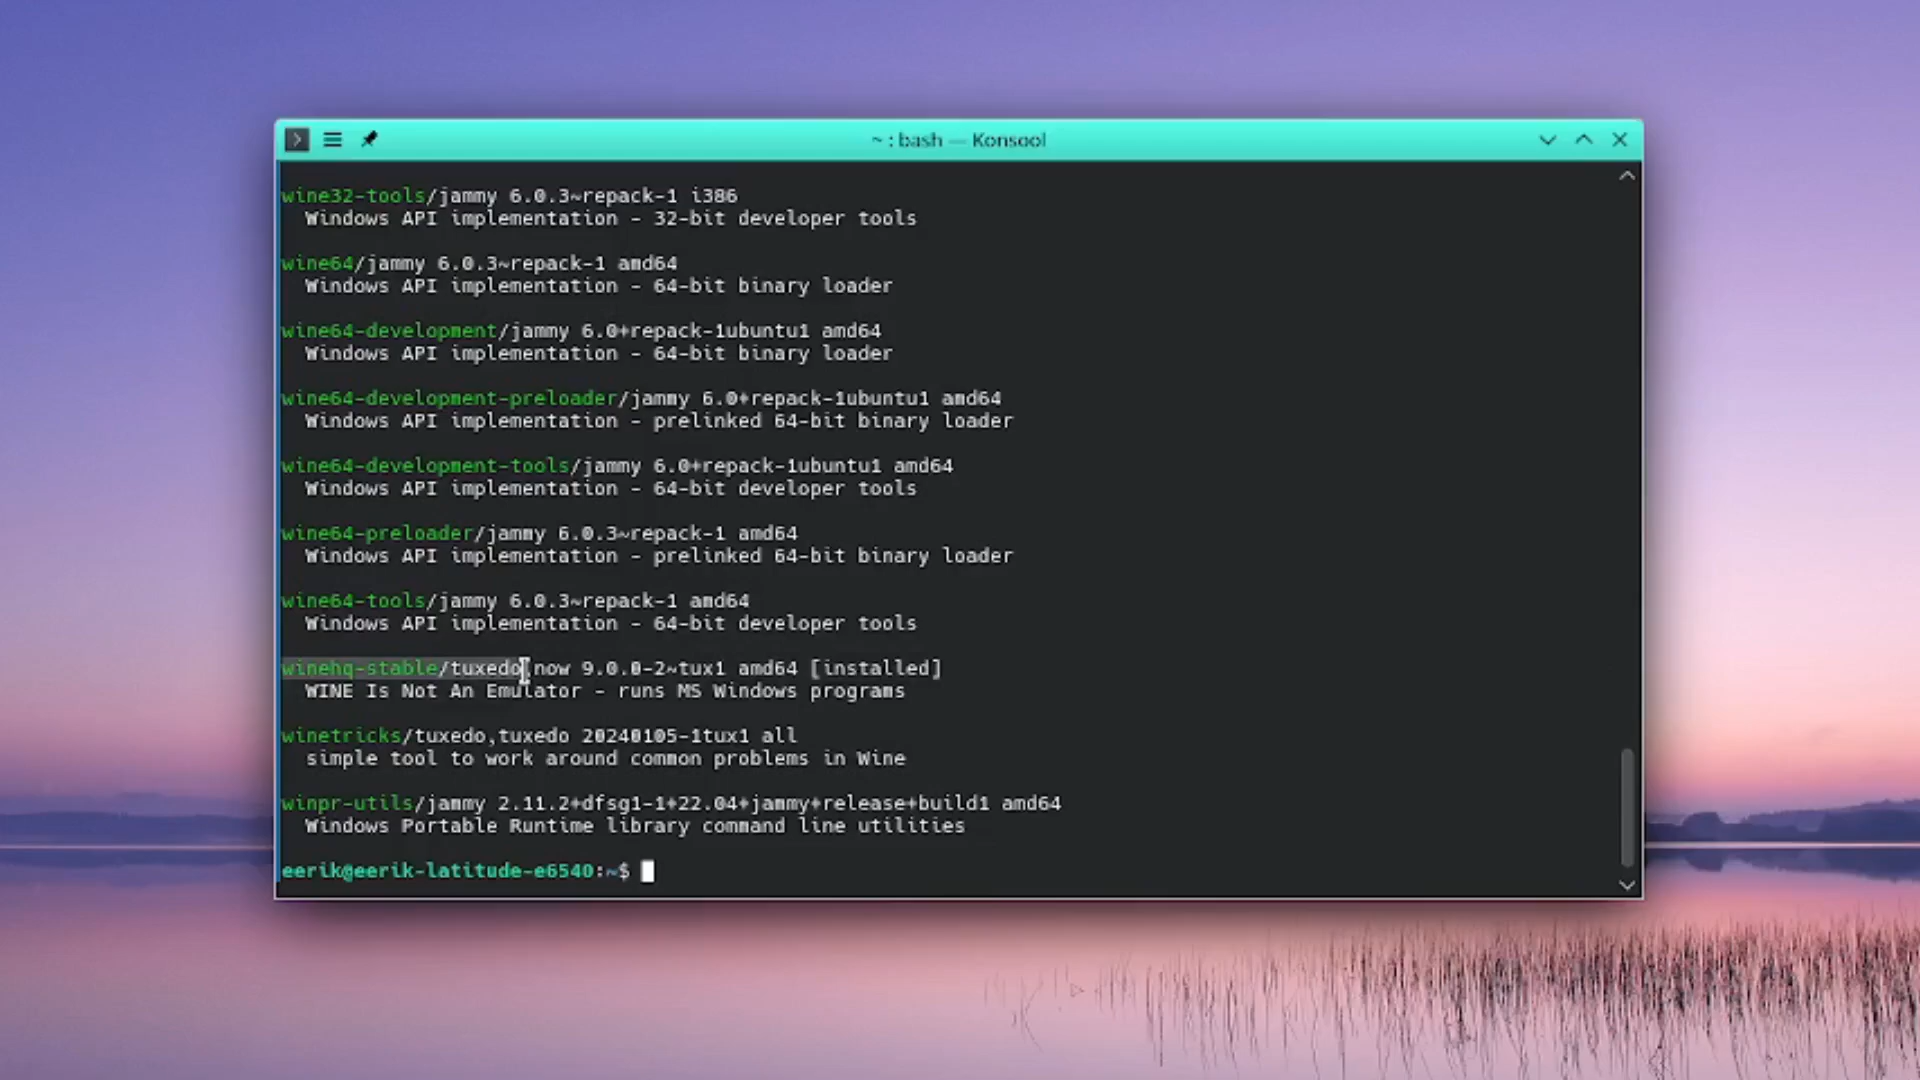 ~ : bash — Konsool
wine32-tools/jammy 6.0.3~repack-1 i386
Windows API implementation - 32-bit developer tools
wine64/jammy 6.0.3~repack-1 amd64
Windows API implementation - 64-bit binary loader
wine64-development/jammy 6.0+repack-1ubuntu1 amd64
Windows API implementation - 64-bit binary loader
wine64-development-preloader/jammy 6.0+repack-1ubuntu1 amd64
Windows API implementation - prelinked 64-bit binary loader
wine64-development-tools/jammy 6.0+repack-1ubuntu1 amd64
Windows API implementation - 64-bit developer tools
wine64-preloader/jammy 6.0.3~repack-1 amd64
Windows API implementation - prelinked 64-bit binary loader
wine64-tools/jammy 6.0.3~repack-1 amd64
Windows API implementation - 64-bit developer tools
winehq-stable/tuxedo,now 9.0.0-2~tux1 amd64 [installed]
WINE Is Not An Emulator - runs MS Windows programs
winetricks/tuxedo,tuxedo 20240105-1tux1 all
simple tool to work around common problems in Wine
winpr-utils/jammy 2.11.2+dfsg1-1+22.04+jammy+release+build1 amd64
Windows Portable Runtime library command line utilities
eerik@eerik-latitude-e6540:~$